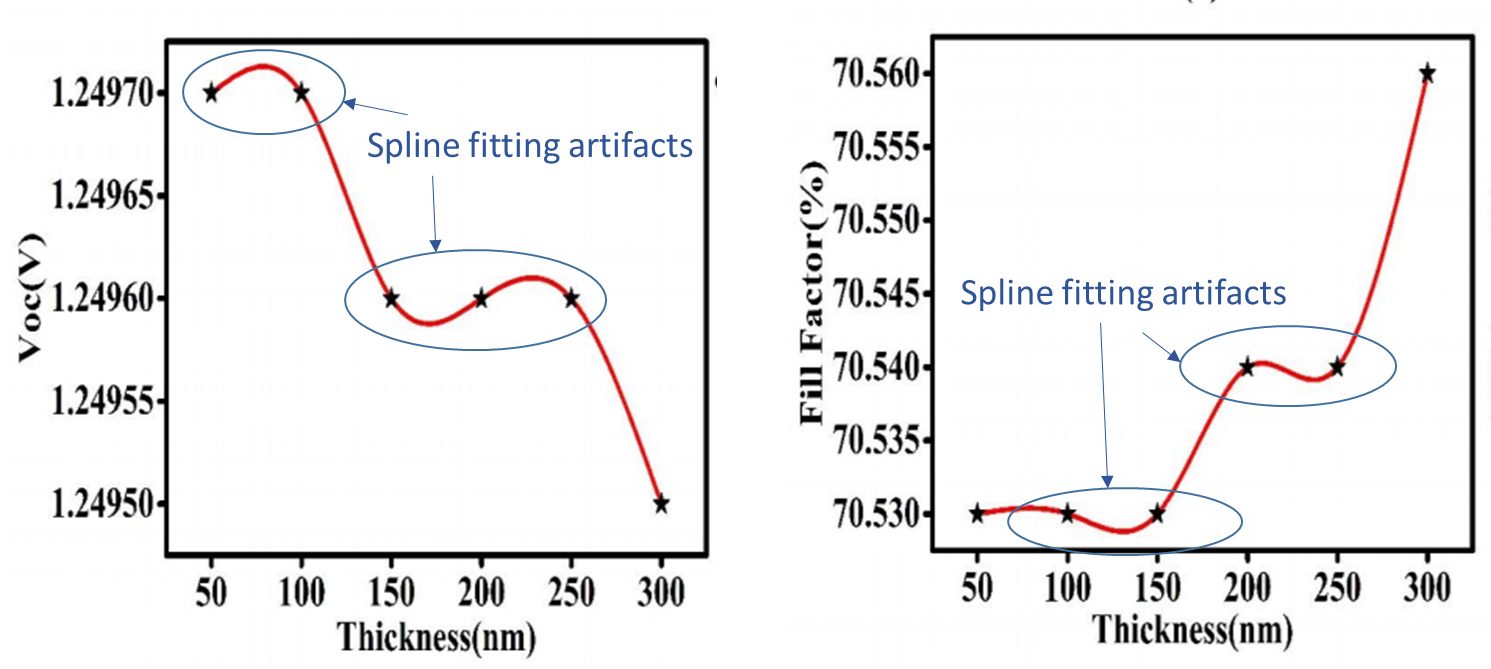 1.24970
1.24965
1.24960
1.24955
1.24950
Voc(V)
50 100 150 200 250 300
Thickness(nm)
Spline fitting artifacts
70.560
70.555
70.550
70.545
70.540
70.535
70.530
Fill Factor(%)
50 100 150 200 250 300
Thickness(nm)
Spline fitting artifacts